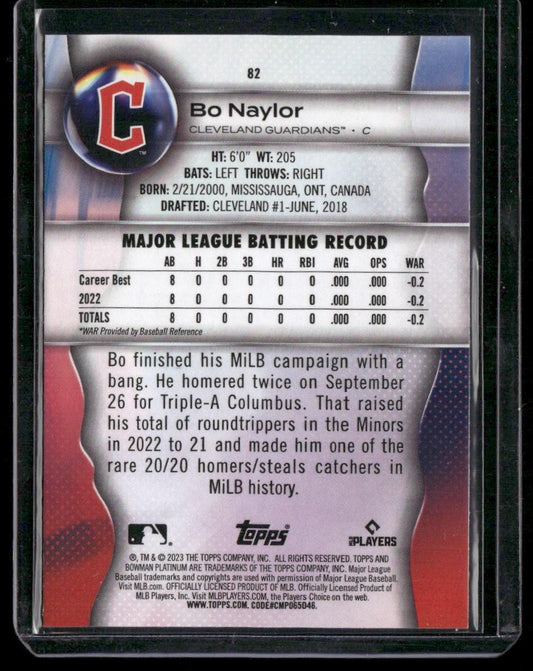 82
C
TM
Bo Naylor
CLEVELAND GUARDIANS™ • C
HT: 6'0" WT: 205
BATS: LEFT THROWS: RIGHT
BORN: 2/21/2000, MISSISSAUGA, ONT, CANADA
DRAFTED: CLEVELAND #1-JUNE, 2018
MAJOR LEAGUE BATTING RECORD
AB H 2B 3B HR RBI AVG OPS WAR
Career Best 8 0 0 0 0 0 .000 .000 -0.2
2022 8 0 0 0 0 0 .000 .000 -0.2
TOTALS 8 0 0 0 0 0 .000 .000 -0.2
*WAR Provided by Baseball Reference
Bo finished his MiLB campaign with a
bang. He homered twice on September
26 for Triple-A Columbus. That raised
his total of roundtrippers in the Minors
in 2022 to 21 and made him one of the
rare 20/20 homers/steals catchers in
MiLB history.
Topps
MLB PLAYERS
®, TM & © 2023 THE TOPPS COMPANY, INC. ALL RIGHTS RESERVED. TOPPS AND
BOWMAN PLATINUM ARE TRADEMARKS OF THE TOPPS COMPANY, INC. Major League
Baseball trademarks and copyrights are used with permission of Major League Baseball.
Visit MLB.com. OFFICIALLY LICENSED PRODUCT OF MLB. Officially Licensed Product of
MLB Players, Inc. Visit MLBPLAYERS.com, the Players Choice on the web.
WWW.TOPPS.COM. CODE#CMP065046.